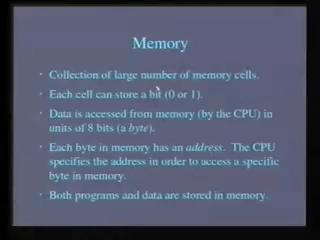 Memory
• Collection of large number of memory cells.
• Each cell can store a bit (0 or 1).
• Data is accessed from memory (by the CPU) in
units of 8 bits (a byte).
• Each byte in memory has an address. The CPU
specifies the address in order to access a specific
byte in memory.
• Both programs and data are stored in memory.